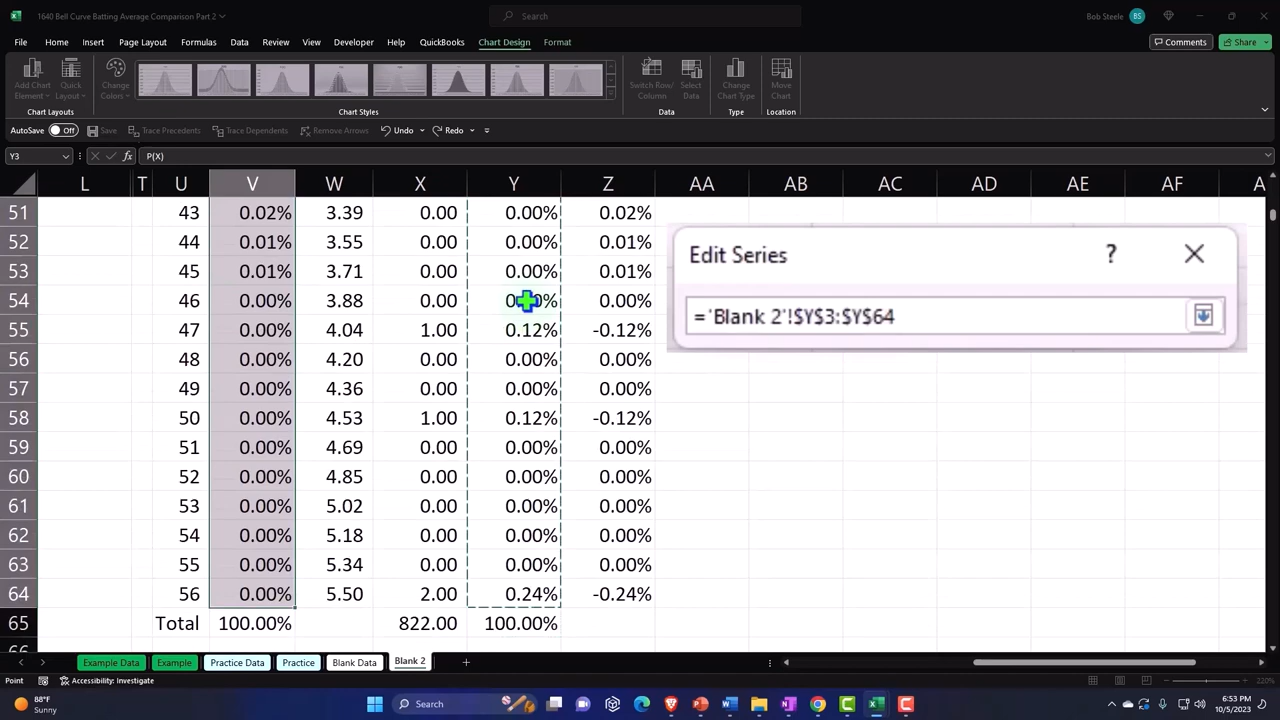 1640 Bell Curve Batting Average Comparison Part 2
Search
Bob Steele
BS
File Home Insert Draw Page Layout Formulas Data Review View Developer Help QuickBooks Chart Design Format
Comments
Share
Add Chart Element
Quick Layout
Change Colors
Switch Row/Column
Select Data
Change Chart Type
Move Chart
Chart Layouts
Chart Styles
Data
Type
Location
AutoSave Off Save Trace Precedents Trace Dependents Remove Arrows Undo Redo
Y3 fx P(X)
L T U V W X Y Z AA AB AC AD AE AF A
51 43 0.02% 3.39 0.00 0.00% 0.02%
52 44 0.01% 3.55 0.00 0.00% 0.01%
53 45 0.01% 3.71 0.00 0.00% 0.01%
54 46 0.00% 3.88 0.00 0.00%
55 47 0.00% 4.04 1.00 0.12% -0.12%
56 48 0.00% 4.20 0.00 0.00% 0.00%
57 49 0.00% 4.36 0.00 0.00% 0.00%
58 50 0.00% 4.53 1.00 0.12% -0.12%
59 51 0.00% 4.69 0.00 0.00% 0.00%
60 52 0.00% 4.85 0.00 0.00% 0.00%
61 53 0.00% 5.02 0.00 0.00% 0.00%
62 54 0.00% 5.18 0.00 0.00% 0.00%
63 55 0.00% 5.34 0.00 0.00% 0.00%
64 56 0.00% 5.50 2.00 0.24% -0.24%
65 Total 100.00% 822.00 100.00%
Edit Series ?
='Blank 2'!$Y$3:$Y$64
Example Data Example Practice Data Practice Blank Data Blank 2
Point Accessibility: Investigate 220%
88°F
Sunny
Search
6:53 PM
10/5/2023